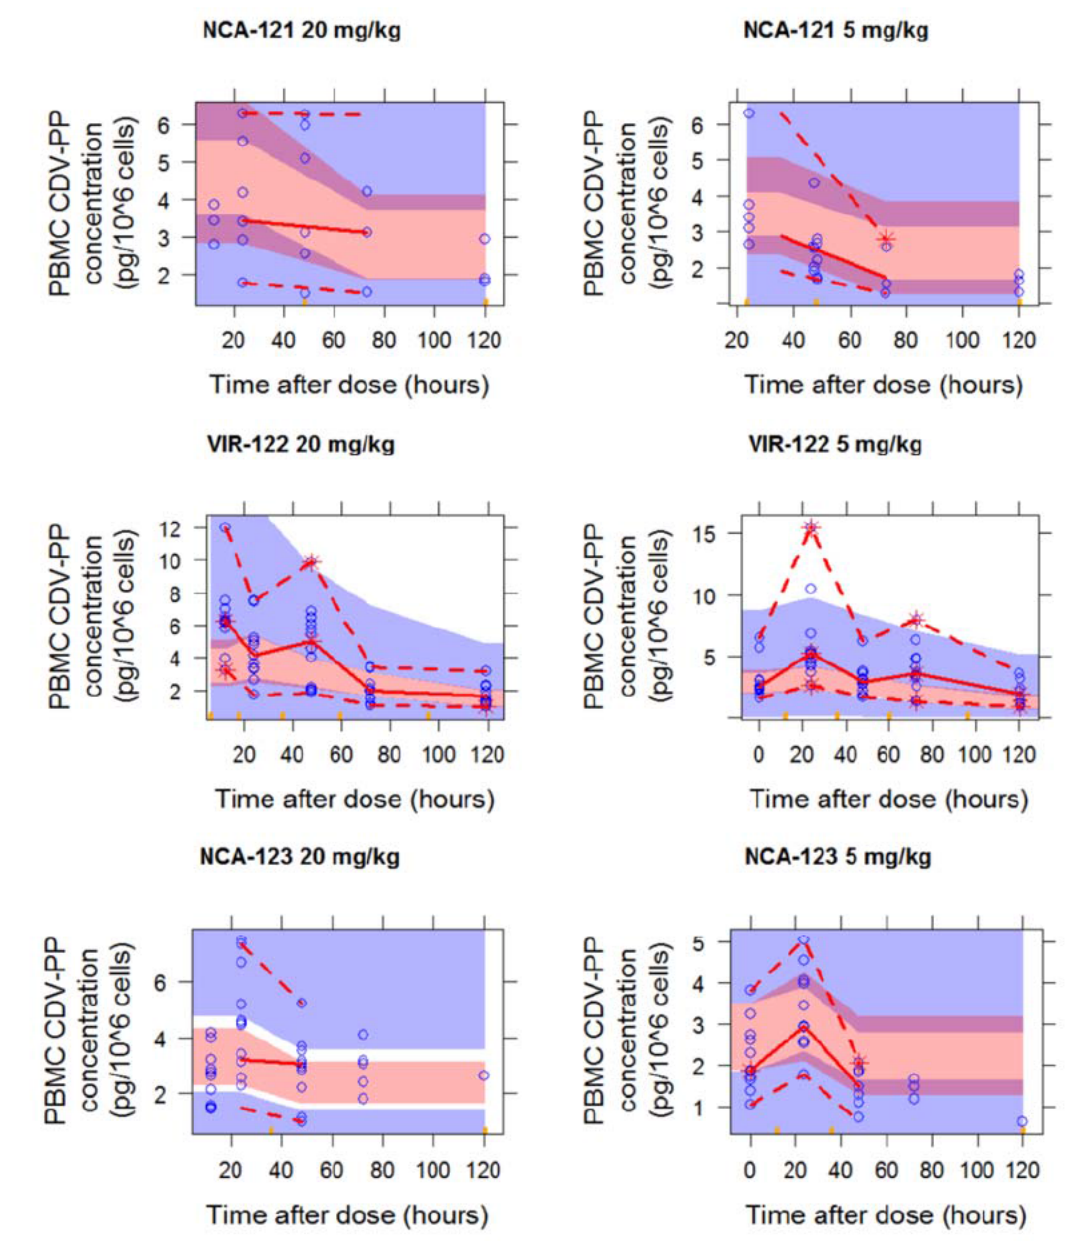 NCA-121 20 mg/kg
PBMC CDV-PP
concentration
(pg/10^6 cells)
6
5
4
3
2
20 40 60 80 100 120
Time after dose (hours)
NCA-121 5 mg/kg
PBMC CDV-PP
concentration
(pg/10^6 cells)
6
5
4
3
2
20 40 60 80 100 120
Time after dose (hours)
VIR-122 20 mg/kg
PBMC CDV-PP
concentration
(pg/10^6 cells)
12
10
8
6
4
2
20 40 60 80 100 120
Time after dose (hours)
VIR-122 5 mg/kg
PBMC CDV-PP
concentration
(pg/10^6 cells)
15
10
5
0 20 40 60 80 100 120
Time after dose (hours)
NCA-123 20 mg/kg
PBMC CDV-PP
concentration
(pg/10^6 cells)
6
4
2
20 40 60 80 100 120
Time after dose (hours)
NCA-123 5 mg/kg
PBMC CDV-PP
concentration
(pg/10^6 cells)
5
4
3
2
1
0 20 40 60 80 100 120
Time after dose (hours)